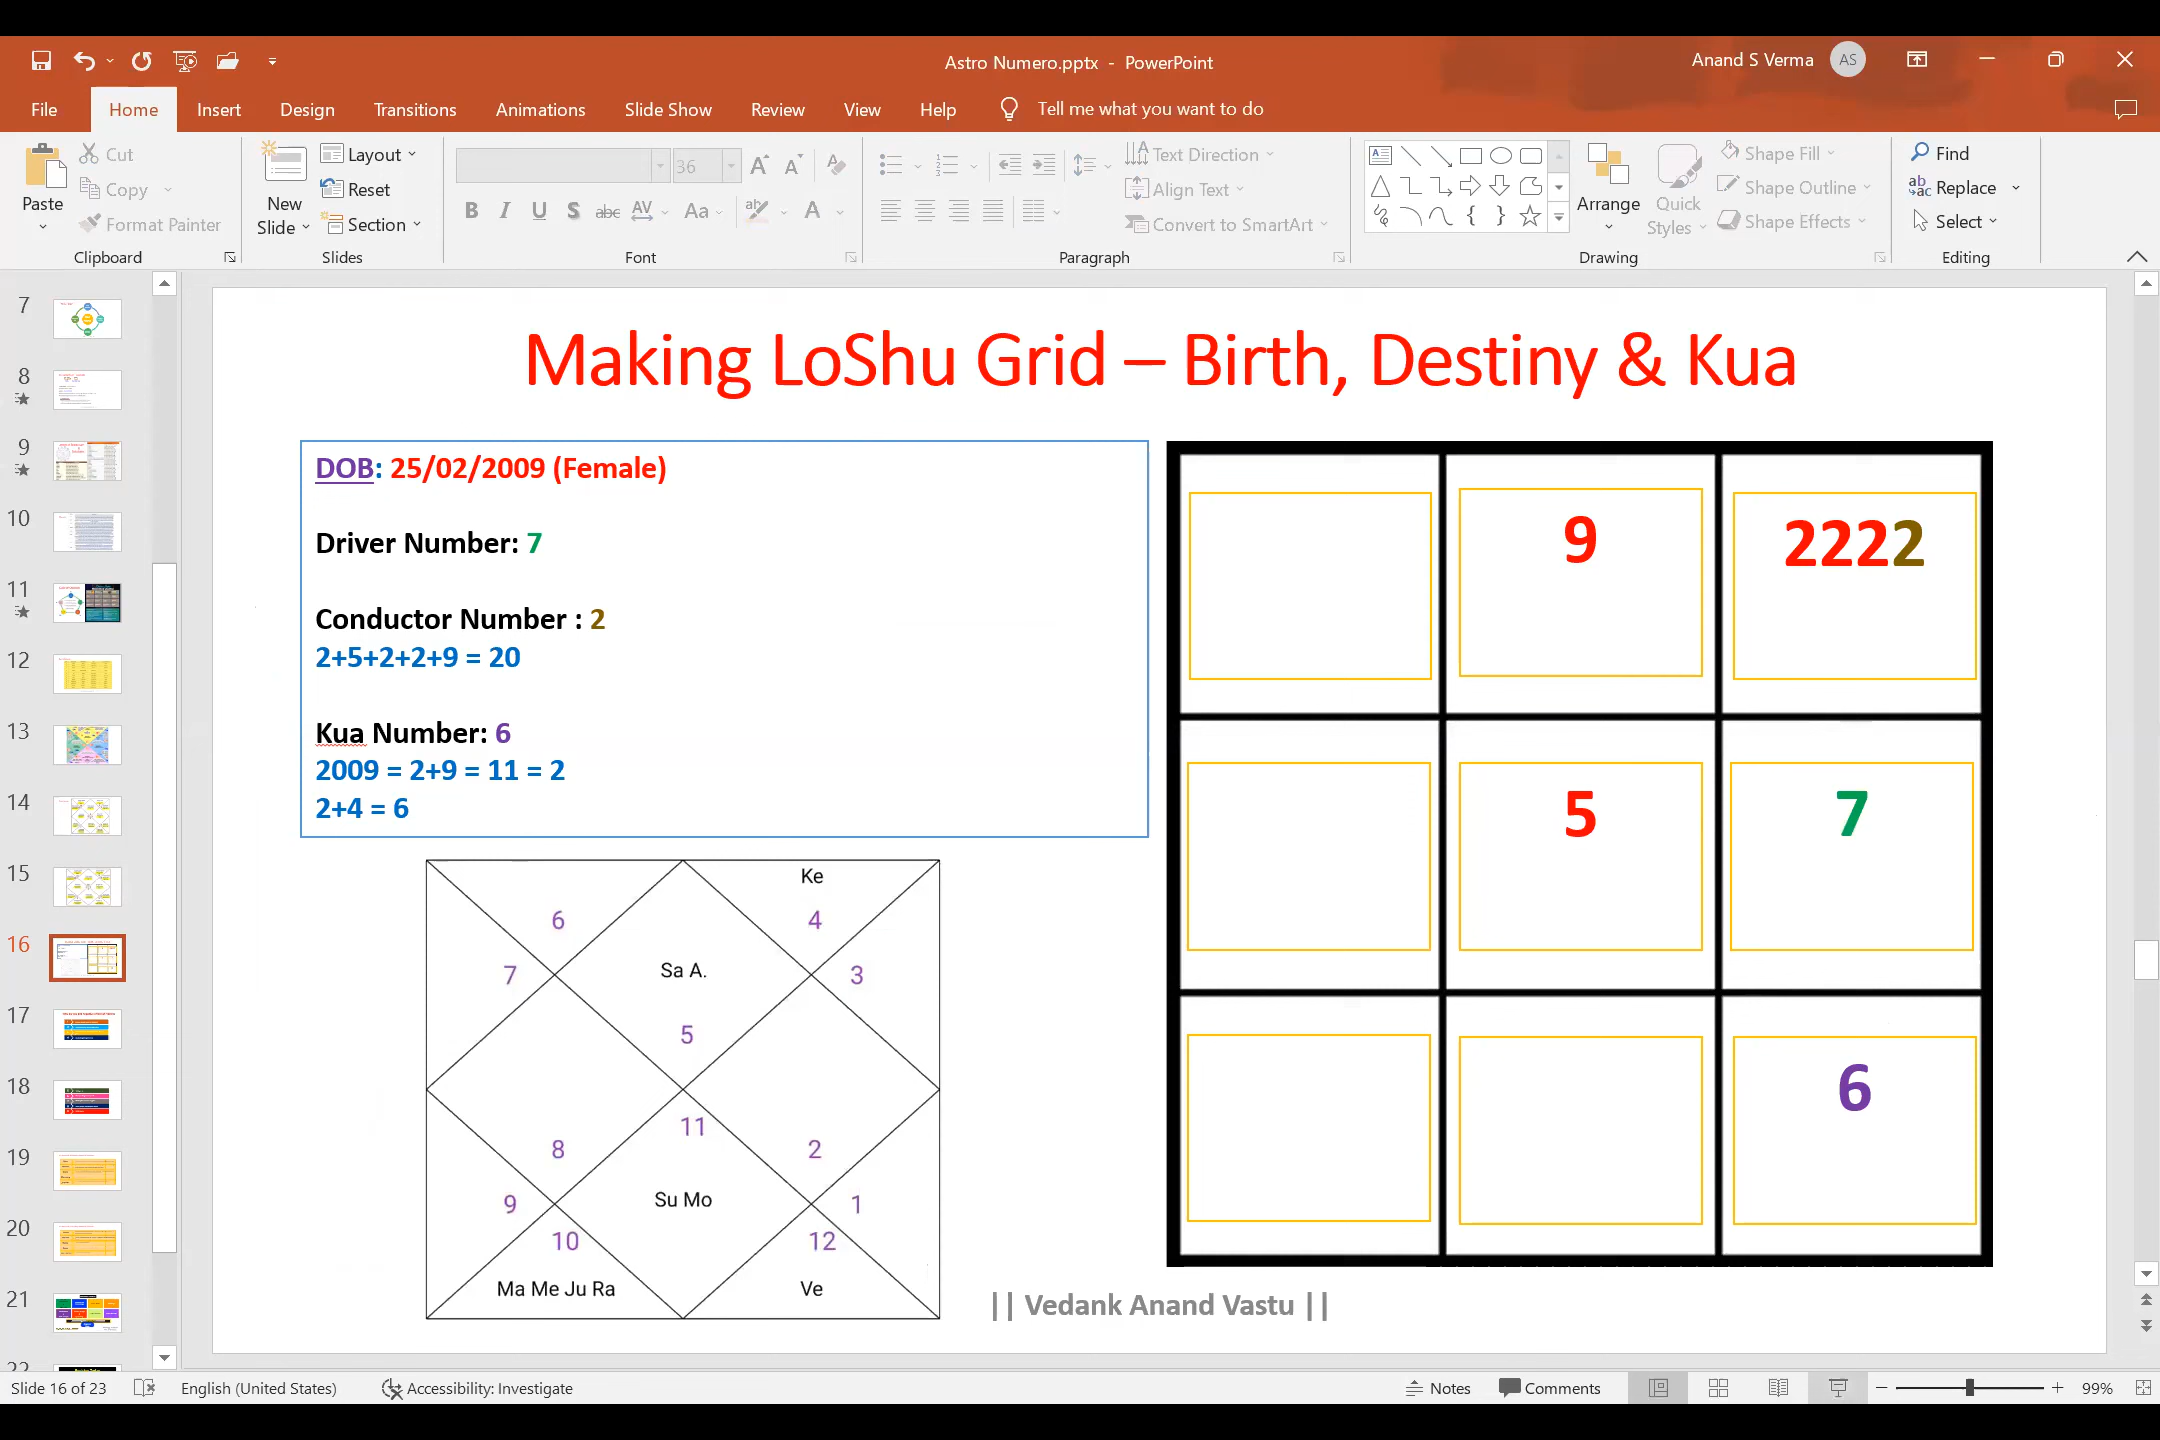 Astro Numero.pptx - PowerPoint
Anand S Verma
AS
File
Home
Insert
Design
Transitions
Animations
Slide Show
Review
View
Help
Tell me what you want to do
Paste
Cut
Copy
Format Painter
Clipboard
New
Slide
Layout
Reset
Section
Slides
36
Font
Text Direction
Align Text
Convert to SmartArt
Paragraph
Arrange
Quick
Styles
Shape Fill
Shape Outline
Shape Effects
Drawing
Find
Replace
Select
Editing
7
8
9
10
11
12
13
14
15
16
17
18
19
20
21
22
Making LoShu Grid – Birth, Destiny & Kua
DOB: 25/02/2009 (Female)
Driver Number: 7
Conductor Number : 2
2+5+2+2+9 = 20
Kua Number: 6
2009 = 2+9 = 11 = 2
2+4 = 6
9
2222
5
7
6
Ke
6
4
7
Sa A.
3
5
11
8
2
9
Su Mo
1
10
12
Ma Me Ju Ra
Ve
|| Vedank Anand Vastu ||
Slide 16 of 23
English (United States)
Accessibility: Investigate
Notes
Comments
99%